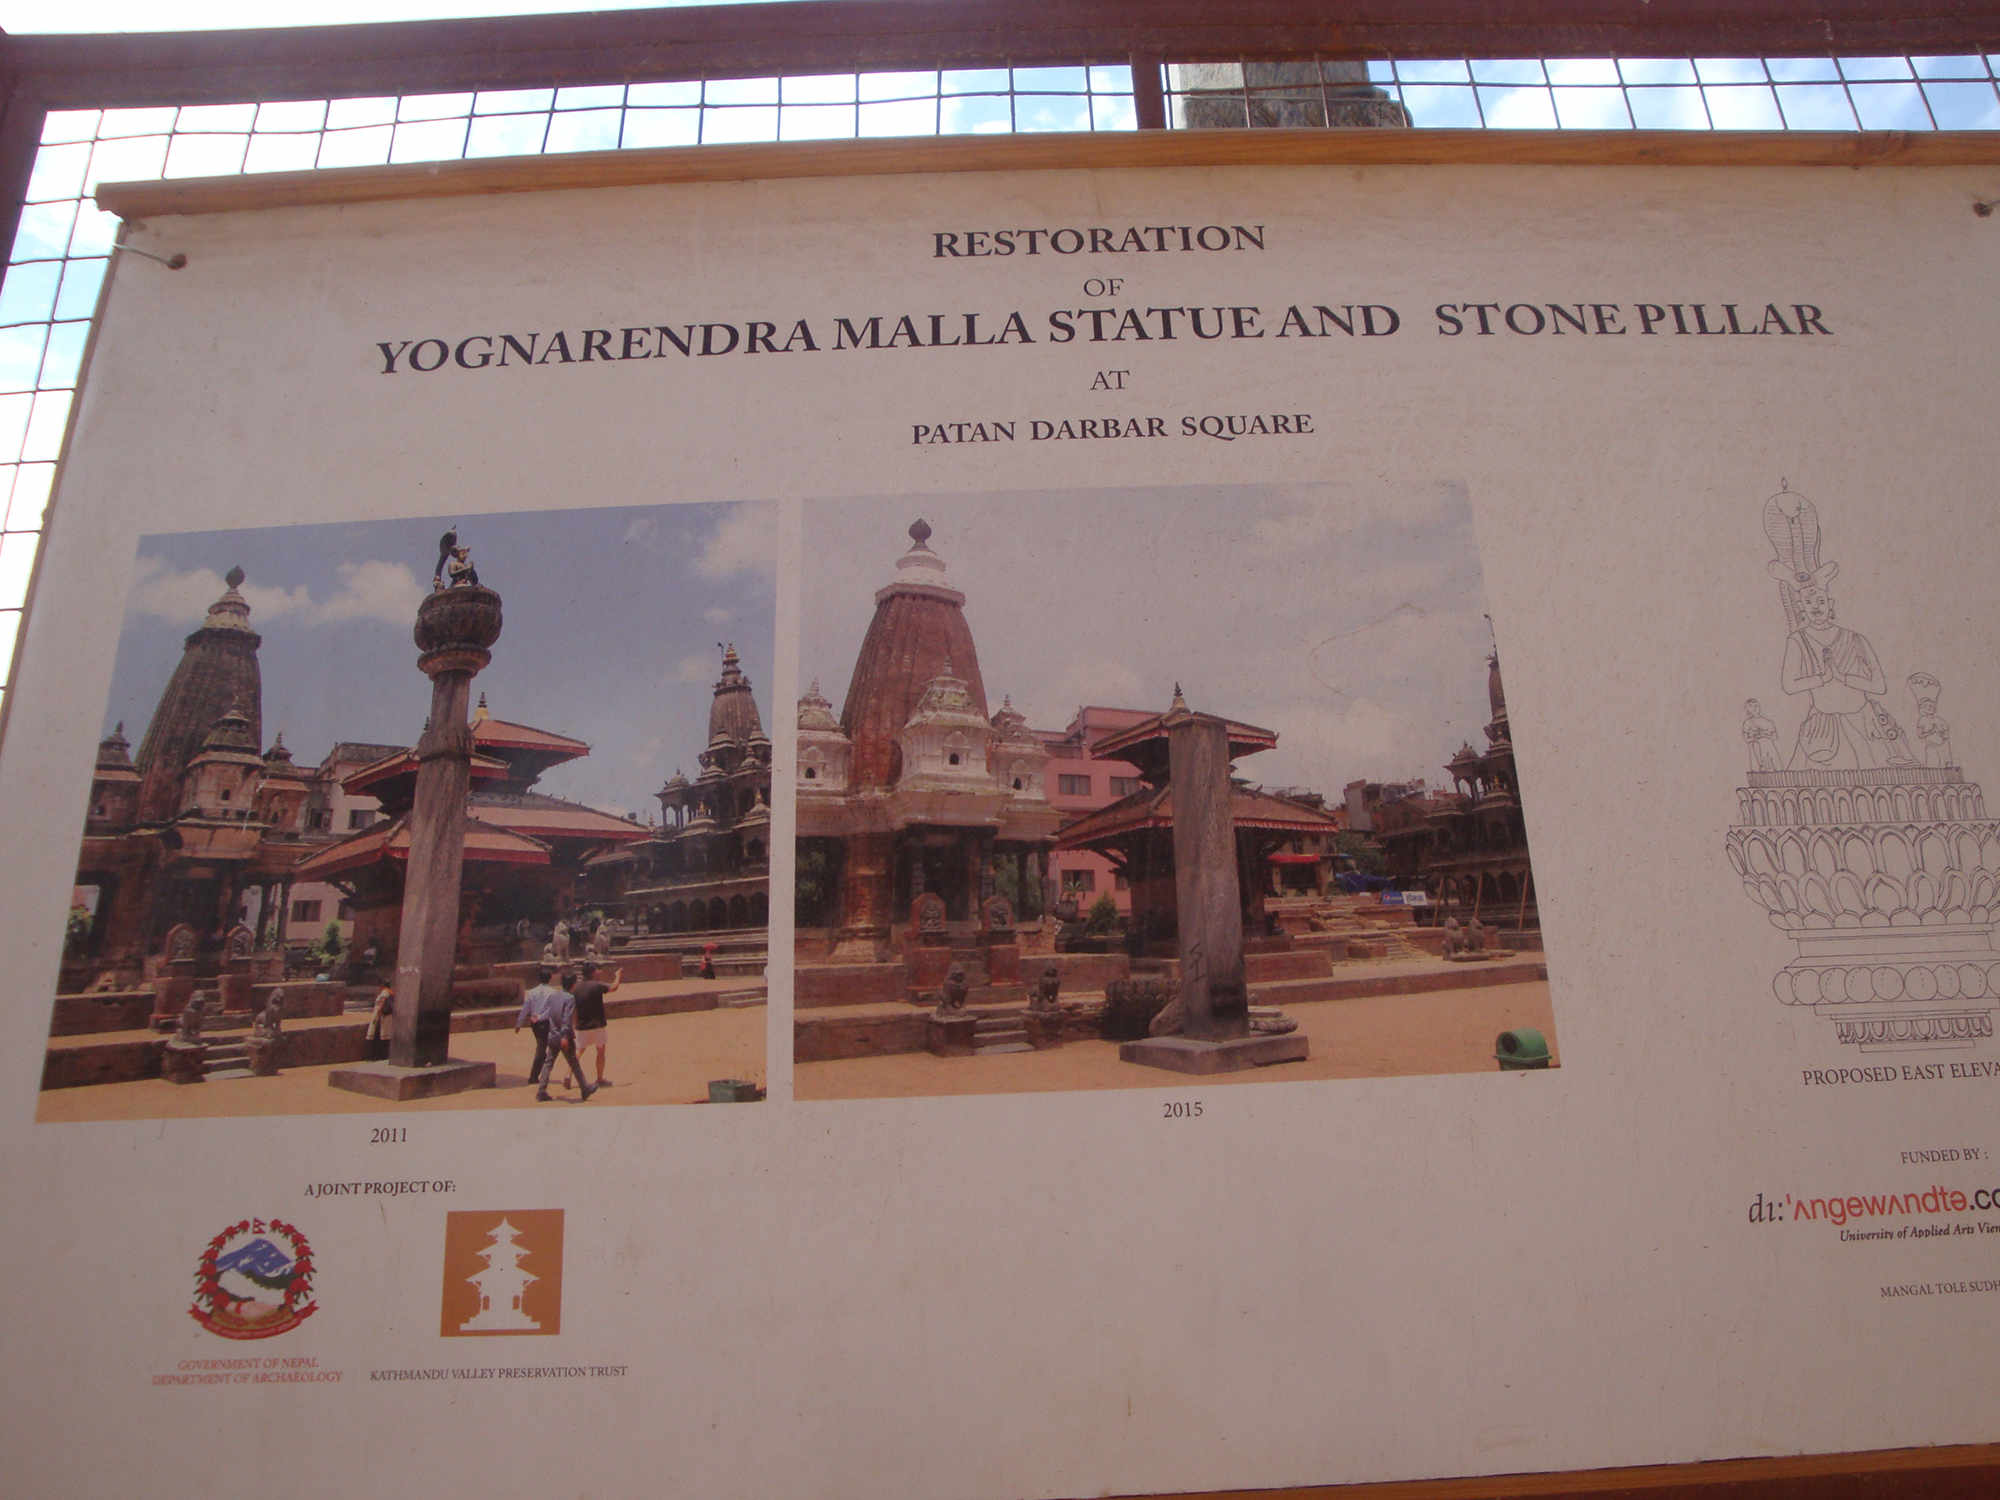 RESTORATION
OF
YOGNARENDRA MALLA STATUE AND STONE PILLAR
AT
PATAN DARBAR SQUARE
2011
2015
PROPOSED EAST ELEVA
A JOINT PROJECT OF:
GOVERNMENT OF NEPAL
DEPARTMENT OF ARCHAEOLOGY
KATHMANDU VALLEY PRESERVATION TRUST
FUNDED BY :
dı:'ʌngewʌndtə.co
University of Applied Arts Vien
MANGAL TOLE SUDH